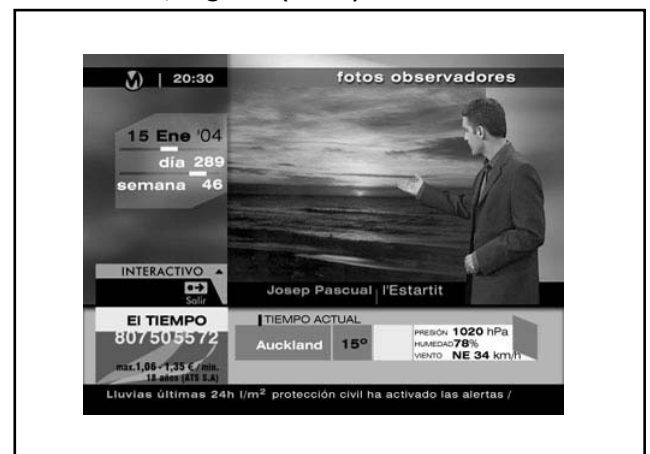 M | 20:30
fotos observadores
15 Ene '04
día 289
semana 46
INTERACTIVO
Salir
Josep Pascual l'Estartit
El TIEMPO
807505572
max.1,06 - 1,35 €/min.
18 años (ATS S.A)
TIEMPO ACTUAL
Auckland 15º
PRESIÓN 1020 hPa
HUMEDAD 78%
VIENTO NE 34 km/h
Lluvias últimas 24h l/m² protección civil ha activado las alertas /